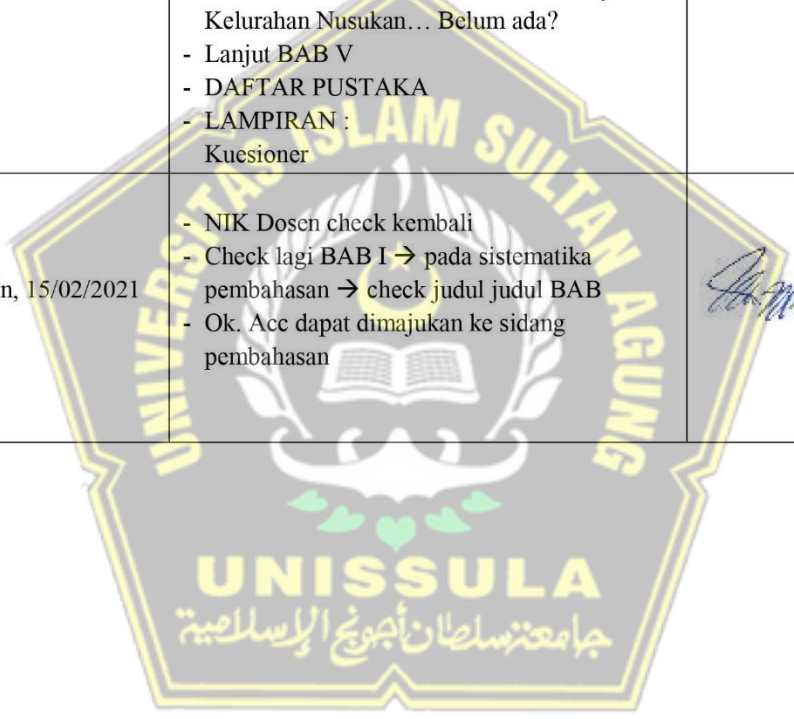 Kelurahan Nusukan… Belum ada?
- Lanjut BAB V
- DAFTAR PUSTAKA
- LAMPIRAN :
Kuesioner
n, 15/02/2021
- NIK Dosen check kembali
- Check lagi BAB I → pada sistematika
pembahasan → check judul judul BAB
- Ok. Acc dapat dimajukan ke sidang
pembahasan
UNIVERSITAS ISLAM SULTAN AGUNG
UNISSULA
جامعتنسلطان أجونج الإسلامية